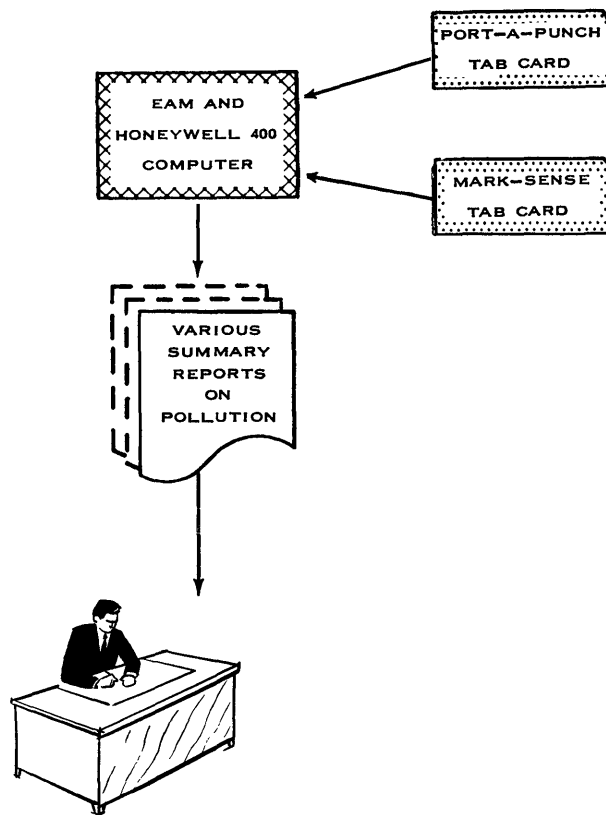 PORT-A-PUNCH
TAB CARD
EAM AND
HONEYWELL 400
COMPUTER
MARK-SENSE
TAB CARD
VARIOUS
SUMMARY
REPORTS
ON
POLLUTION